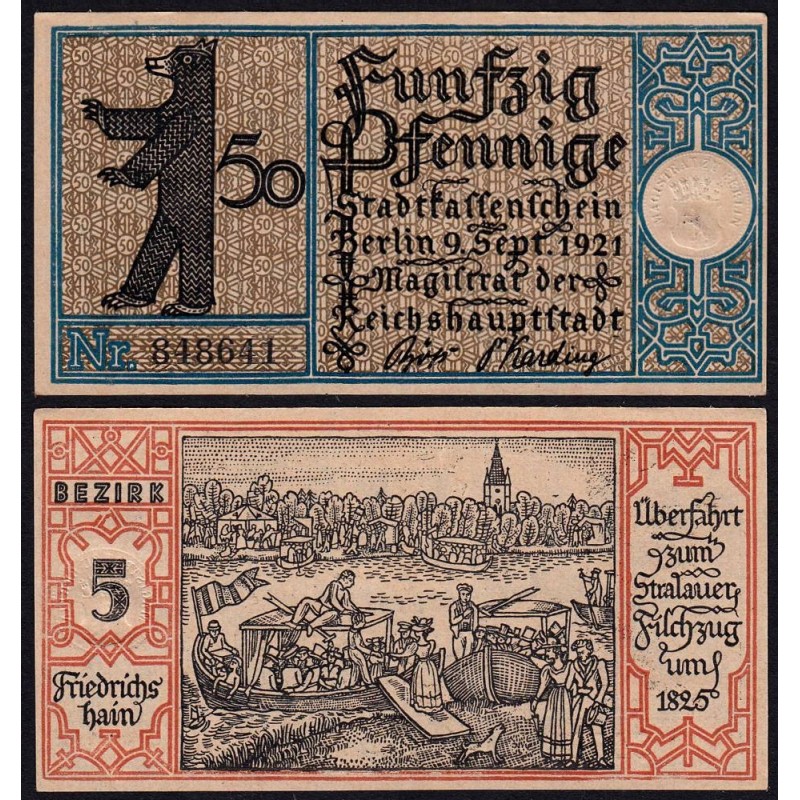 50
Funfzig
Pfennige
Stadtkassenschein
Berlin 9. Sept. 1921
Magistrat der
Reichshauptstadt
Nr. 848641
BEZIRK
5
Friedrichs
hain
Überfahrt
zum
Stralauer
Fischzug
um
1825